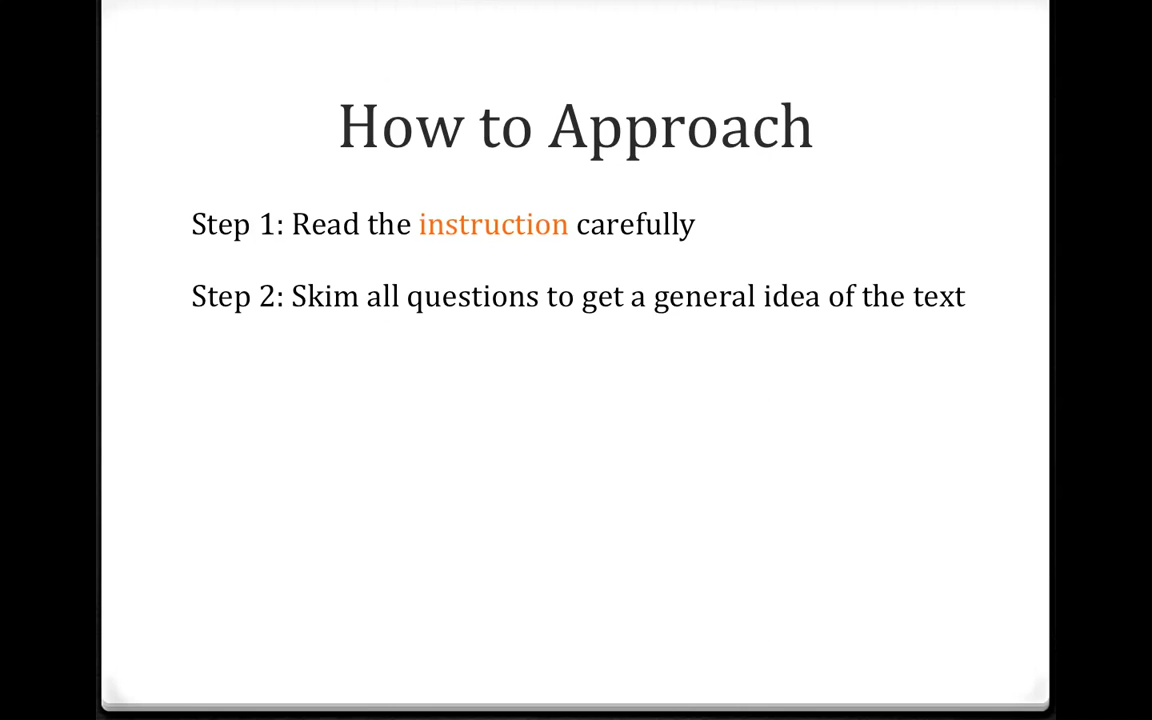 How to Approach
Step 1: Read the instruction carefully
Step 2: Skim all questions to get a general idea of the text